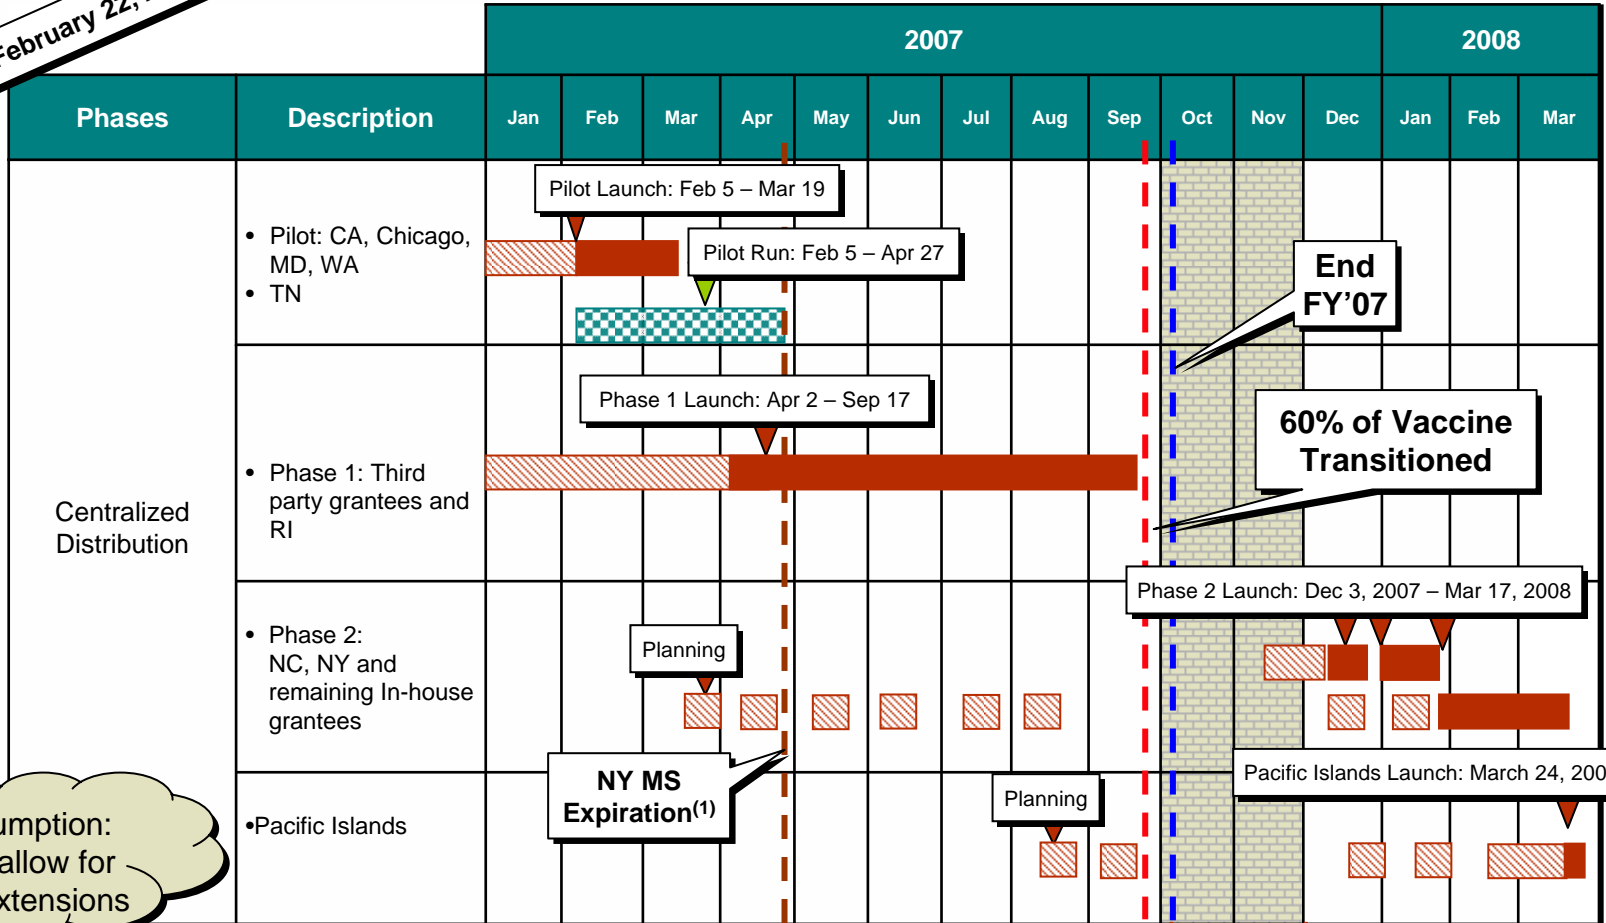 February 22,
2007
2008
Phases
Description
Jan
Feb
Mar
Apr
May
Jun
Jul
Aug
Sep
Oct
Nov
Dec
Jan
Feb
Mar
Pilot Launch: Feb 5 – Mar 19
• Pilot: CA, Chicago,
MD, WA
• TN
Pilot Run: Feb 5 – Apr 27
End
FY’07
Phase 1 Launch: Apr 2 – Sep 17
60% of Vaccine
Transitioned
• Phase 1: Third
party grantees and
RI
Centralized
Distribution
Phase 2 Launch: Dec 3, 2007 – Mar 17, 2008
• Phase 2:
NC, NY and
remaining In-house
grantees
Planning
NY MS
Expiration(1)
Pacific Islands Launch: March 24, 200
Planning
•Pacific Islands
umption:
allow for
xtensions